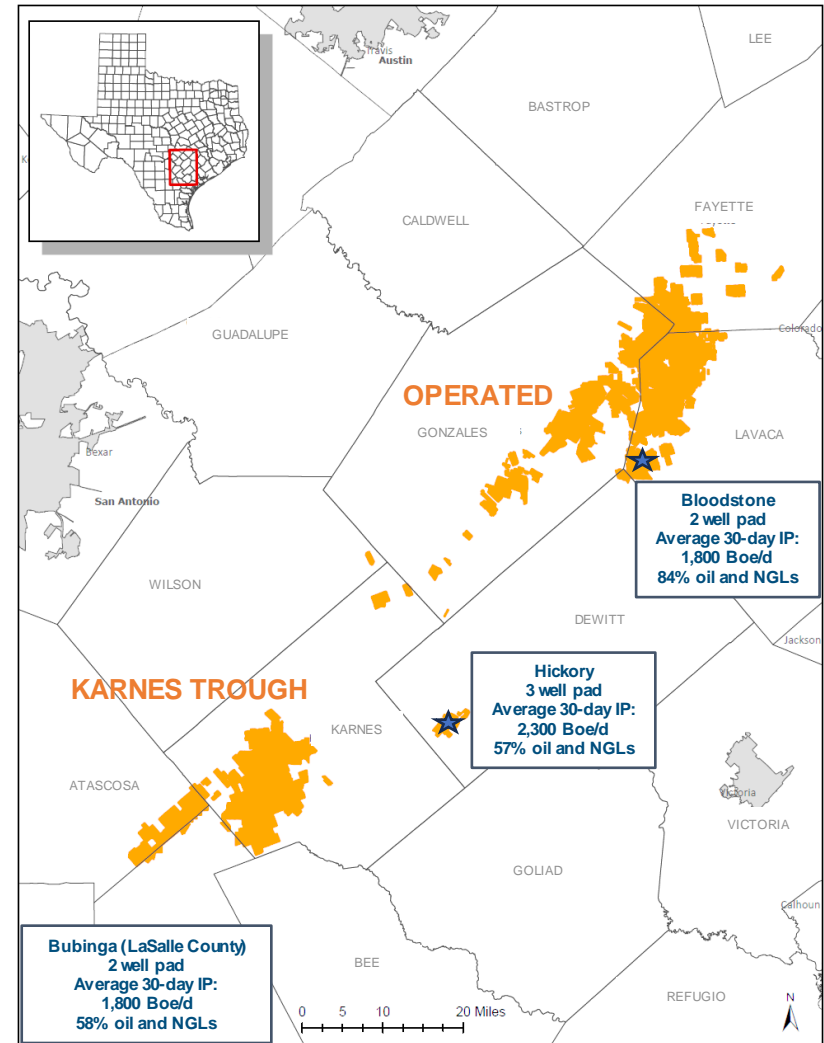 LEE
Travis
Austin
BASTROP
FAYETTE
CALDWELL
Colorado
GUADALUPE
OPERATED
GONZALES
LAVACA
Bexar
San Antonio
Bloodstone
2 well pad
Average 30-day IP:
1,800 Boe/d
84% oil and NGLs
WILSON
DEWITT
Jackson
Hickory
3 well pad
Average 30-day IP:
2,300 Boe/d
57% oil and NGLs
KARNES TROUGH
KARNES
ATASCOSA
Victoria
VICTORIA
GOLIAD
Calhoun
Bubinga (LaSalle County)
2 well pad
Average 30-day IP:
1,800 Boe/d
58% oil and NGLs
BEE
REFUGIO
0 5 10 20 Miles
N